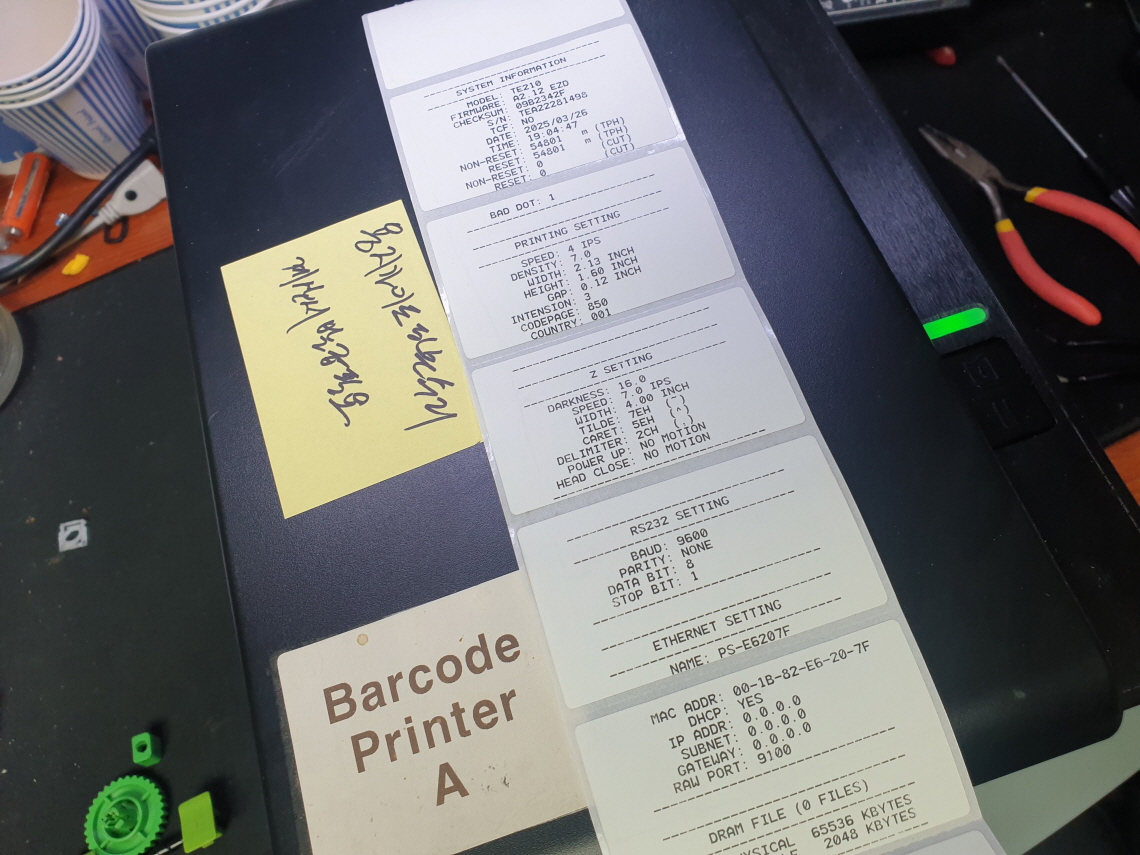 SYSTEM INFORMATION
MODEL: TE210
FIRMWARE: A2.12 EZD
CHECKSUM: 09B2342F
S/N: TEA22281498
TCF: NO
DATE: 2025/03/26
TIME: 19:04:47
NON-RESET: 54801 m (TPH)
RESET: 54801 m (TPH)
NON-RESET: 0 (CUT)
RESET: 0 (CUT)
BAD DOT: 1
PRINTING SETTING
SPEED: 4 IPS
DENSITY: 7.0
WIDTH: 2.13 INCH
HEIGHT: 1.60 INCH
GAP: 0.12 INCH
INTENSION: 3
CODEPAGE: 850
COUNTRY: 001
Z SETTING
DARKNESS: 16.0
SPEED: 7.0 IPS
WIDTH: 4.00 INCH
TILDE: 7EH (~)
CARET: 5EH (^)
DELIMITER: 2CH (,)
POWER UP: NO MOTION
HEAD CLOSE: NO MOTION
RS232 SETTING
BAUD: 9600
PARITY: NONE
DATA BIT: 8
STOP BIT: 1
ETHERNET SETTING
NAME: PS-E6207F
MAC ADDR: 00-1B-82-E6-20-7F
DHCP: YES
IP ADDR: 0.0.0.0
SUBNET: 0.0.0.0
GATEWAY: 0.0.0.0
RAW PORT: 9100
DRAM FILE (0 FILES)
65536 KBYTES
2048 KBYTES
Barcode
Printer
A